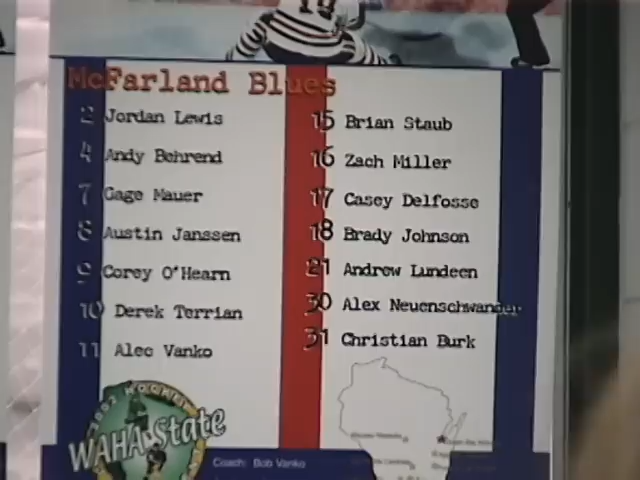 McFarland Blues
2 Jordan Lewis
4 Andy Behrend
7 Gage Mauer
8 Austin Janssen
9 Corey O'Hearn
10 Derek Terrian
11 Alec Vanko
15 Brian Staub
16 Zach Miller
17 Casey Delfosse
18 Brady Johnson
21 Andrew Lundeen
30 Alex Neuenschwander
31 Christian Burk
2002 HOCKEY
WAHA State
Coach: Bob Vanko